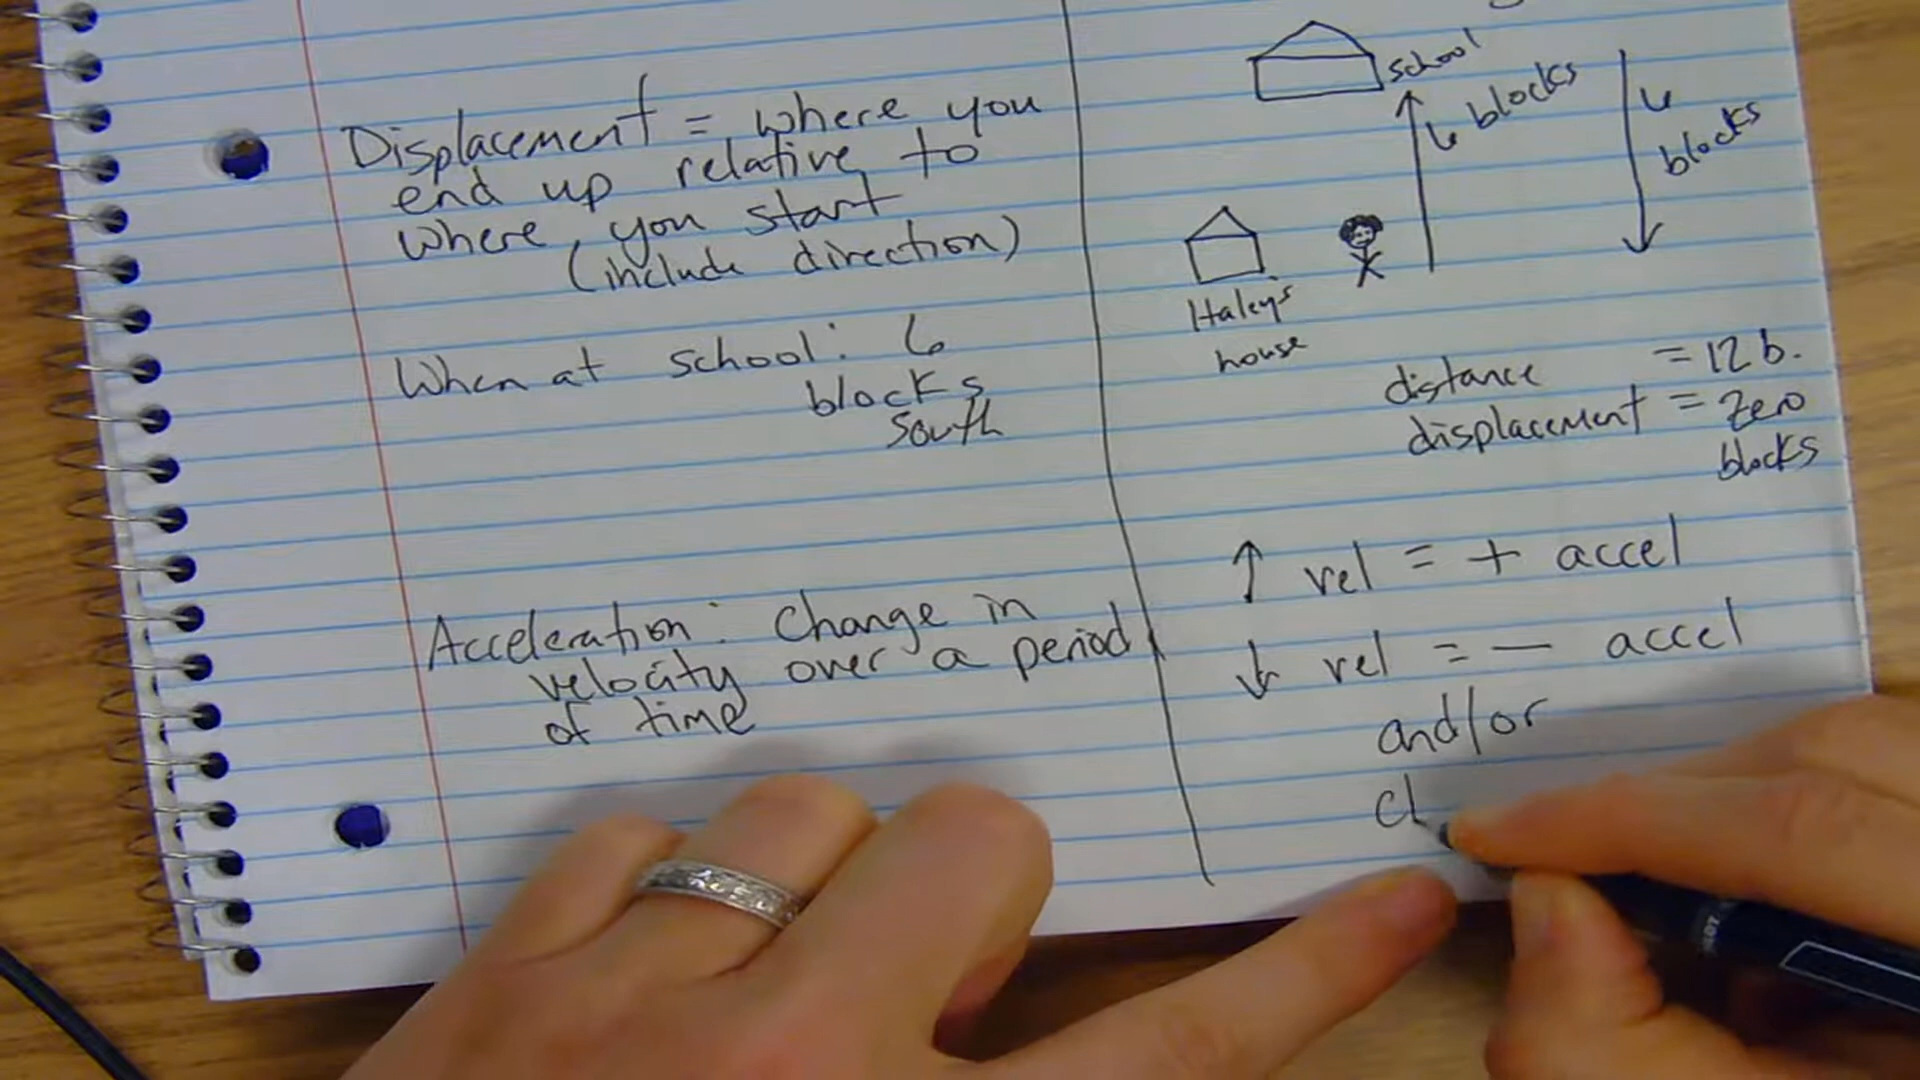 Displacement = where you
end up relative to
where you start
(include direction)
When at school: 6
blocks
South
Acceleration: Change in
velocity over a period
of time
school
6 blocks
6
blocks
Haley's
house
distance = 12 b.
displacement = zero
blocks
↑ vel = + accel
↓ vel = — accel
and/or
ch